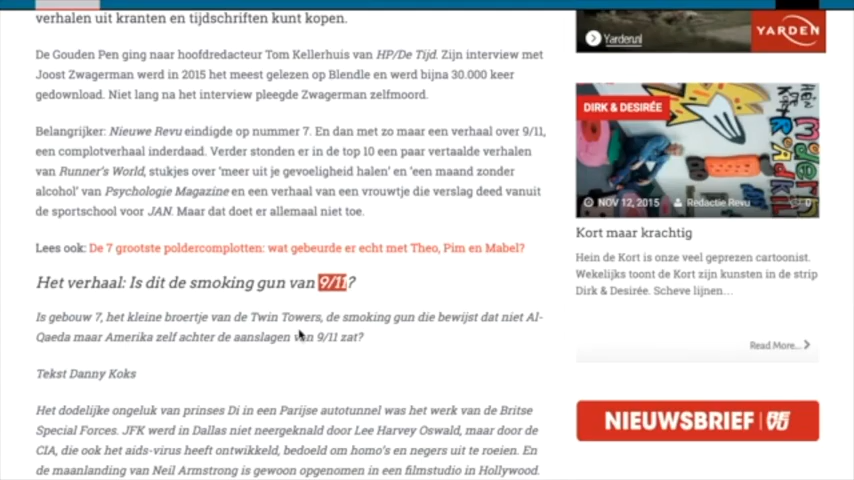 verhalen uit kranten en tijdschriften kunt kopen.
De Gouden Pen ging naar hoofdredacteur Tom Kellerhuis van HP/De Tijd. Zijn interview met
Joost Zwagerman werd in 2015 het meest gelezen op Blendle en werd bijna 30.000 keer
gedownload. Niet lang na het interview pleegde Zwagerman zelfmoord.
Belangrijker: Nieuwe Revu eindigde op nummer 7. En dan met zo maar een verhaal over 9/11,
een complotverhaal inderdaad. Verder stonden er in de top 10 een paar vertaalde verhalen
van Runner's World, stukjes over 'meer uit je gevoeligheid halen' en 'een maand zonder
alcohol' van Psychologie Magazine en een verhaal van een vrouwtje die verslag deed vanuit
de sportschool voor JAN. Maar dat doet er allemaal niet toe.
Lees ook: De 7 grootste poldercomplotten: wat gebeurde er echt met Theo, Pim en Mabel?
Het verhaal: Is dit de smoking gun van 9/11?
Is gebouw 7, het kleine broertje van de Twin Towers, de smoking gun die bewijst dat niet Al-
Qaeda maar Amerika zelf achter de aanslagen van 9/11 zat?
Tekst Danny Koks
Het dodelijke ongeluk van prinses Di in een Parijse autotunnel was het werk van de Britse
Special Forces. JFK werd in Dallas niet neergeknald door Lee Harvey Oswald, maar door de
CIA, die ook het aids-virus heeft ontwikkeld, bedoeld om homo's en negers uit te roeien. En
de maanlanding van Neil Armstrong is gewoon opgenomen in een filmstudio in Hollywood.
Yarden.nl
YARDEN
DIRK & DESIRÉE
NOV 12, 2015 Redactie Revu 0
Kort maar krachtig
Hein de Kort is onze veel geprezen cartoonist.
Wekelijks toont de Kort zijn kunsten in de strip
Dirk & Desirée. Scheve lijnen...
Read More...
NIEUWSBRIEF REVU